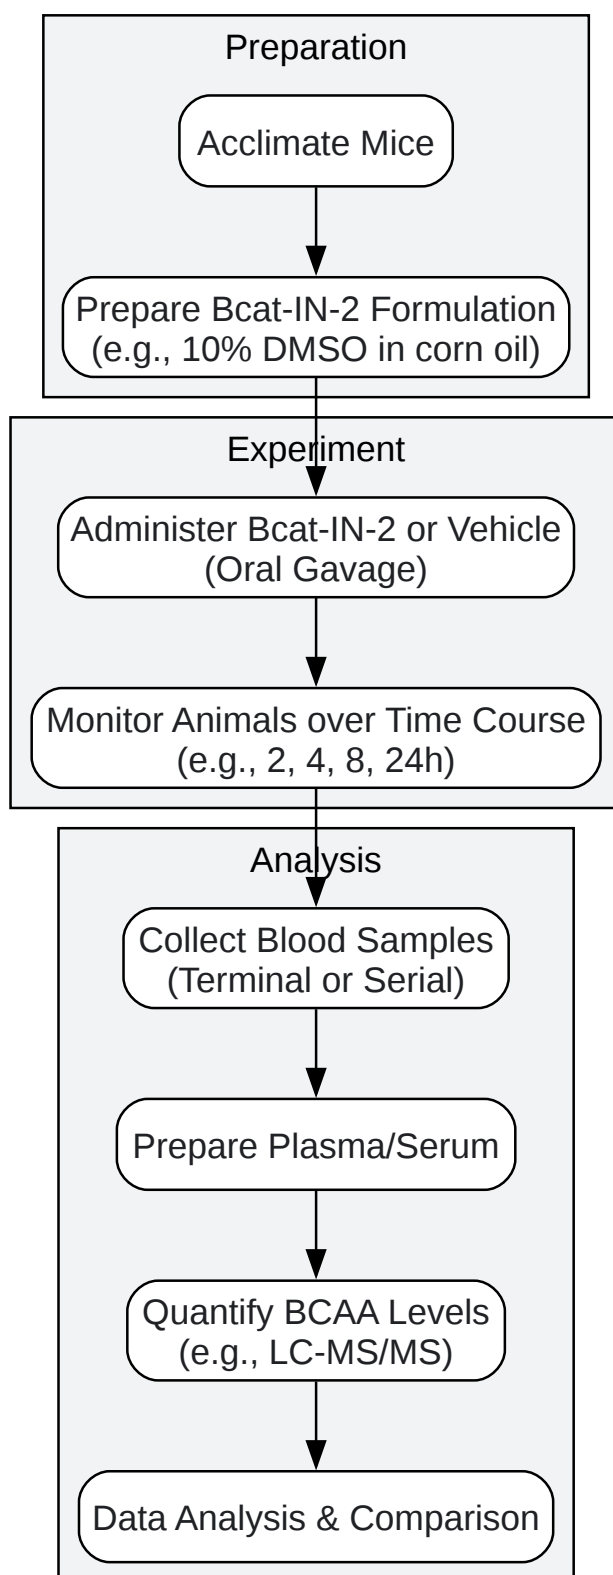 Preparation
Acclimate Mice
Prepare Bcat-IN-2 Formulation
(e.g., 10% DMSO in corn oil)
Experiment
Administer Bcat-IN-2 or Vehicle
(Oral Gavage)
Monitor Animals over Time Course
(e.g., 2, 4, 8, 24h)
Analysis
Collect Blood Samples
(Terminal or Serial)
Prepare Plasma/Serum
Quantify BCAA Levels
(e.g., LC-MS/MS)
Data Analysis & Comparison